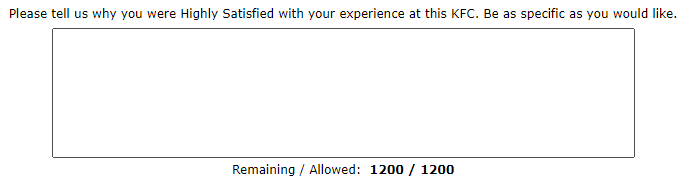 Please tell us why you were Highly Satisfied with your experience at this KFC. Be as specific as you would like.
Remaining / Allowed: 1200 / 1200